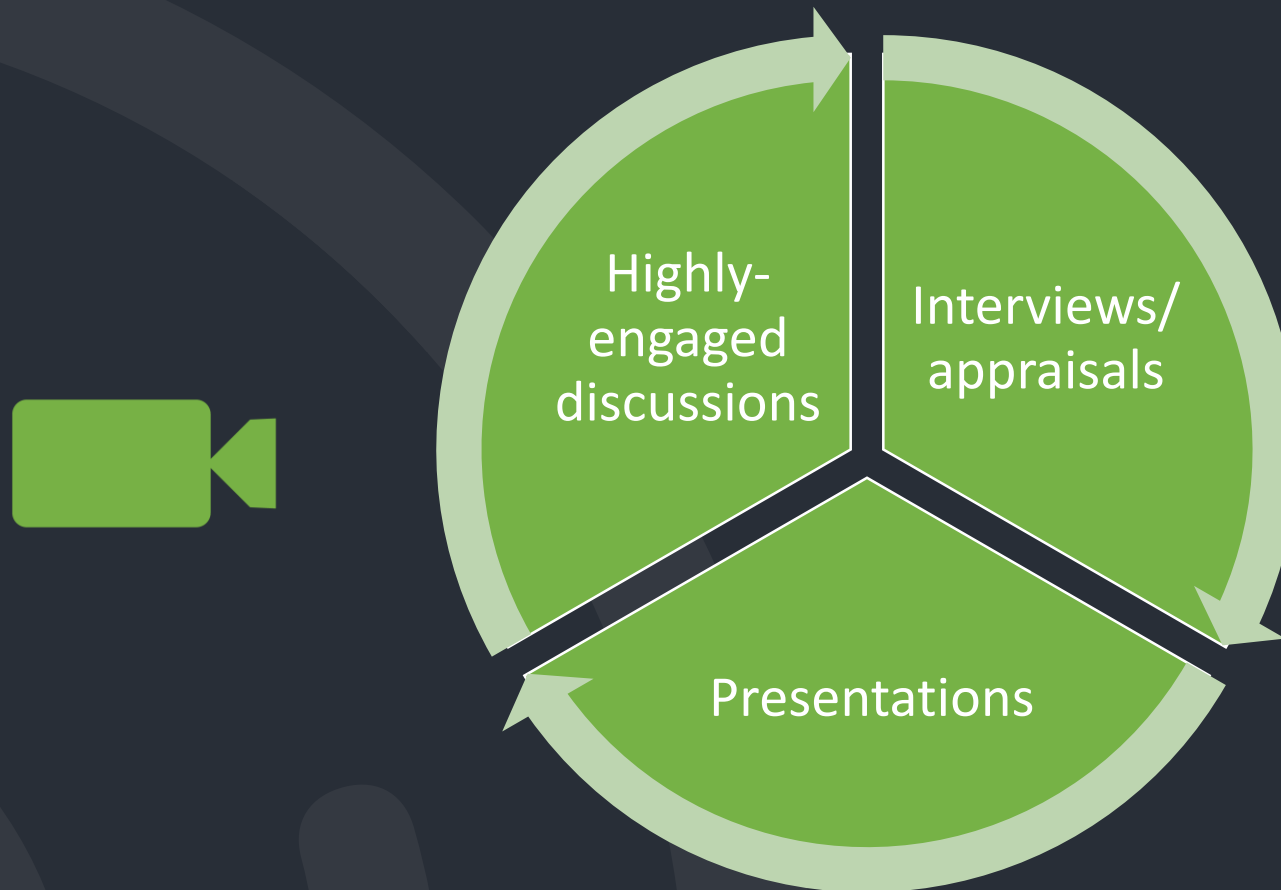 Highly-
engaged
discussions
Interviews/
appraisals
Presentations